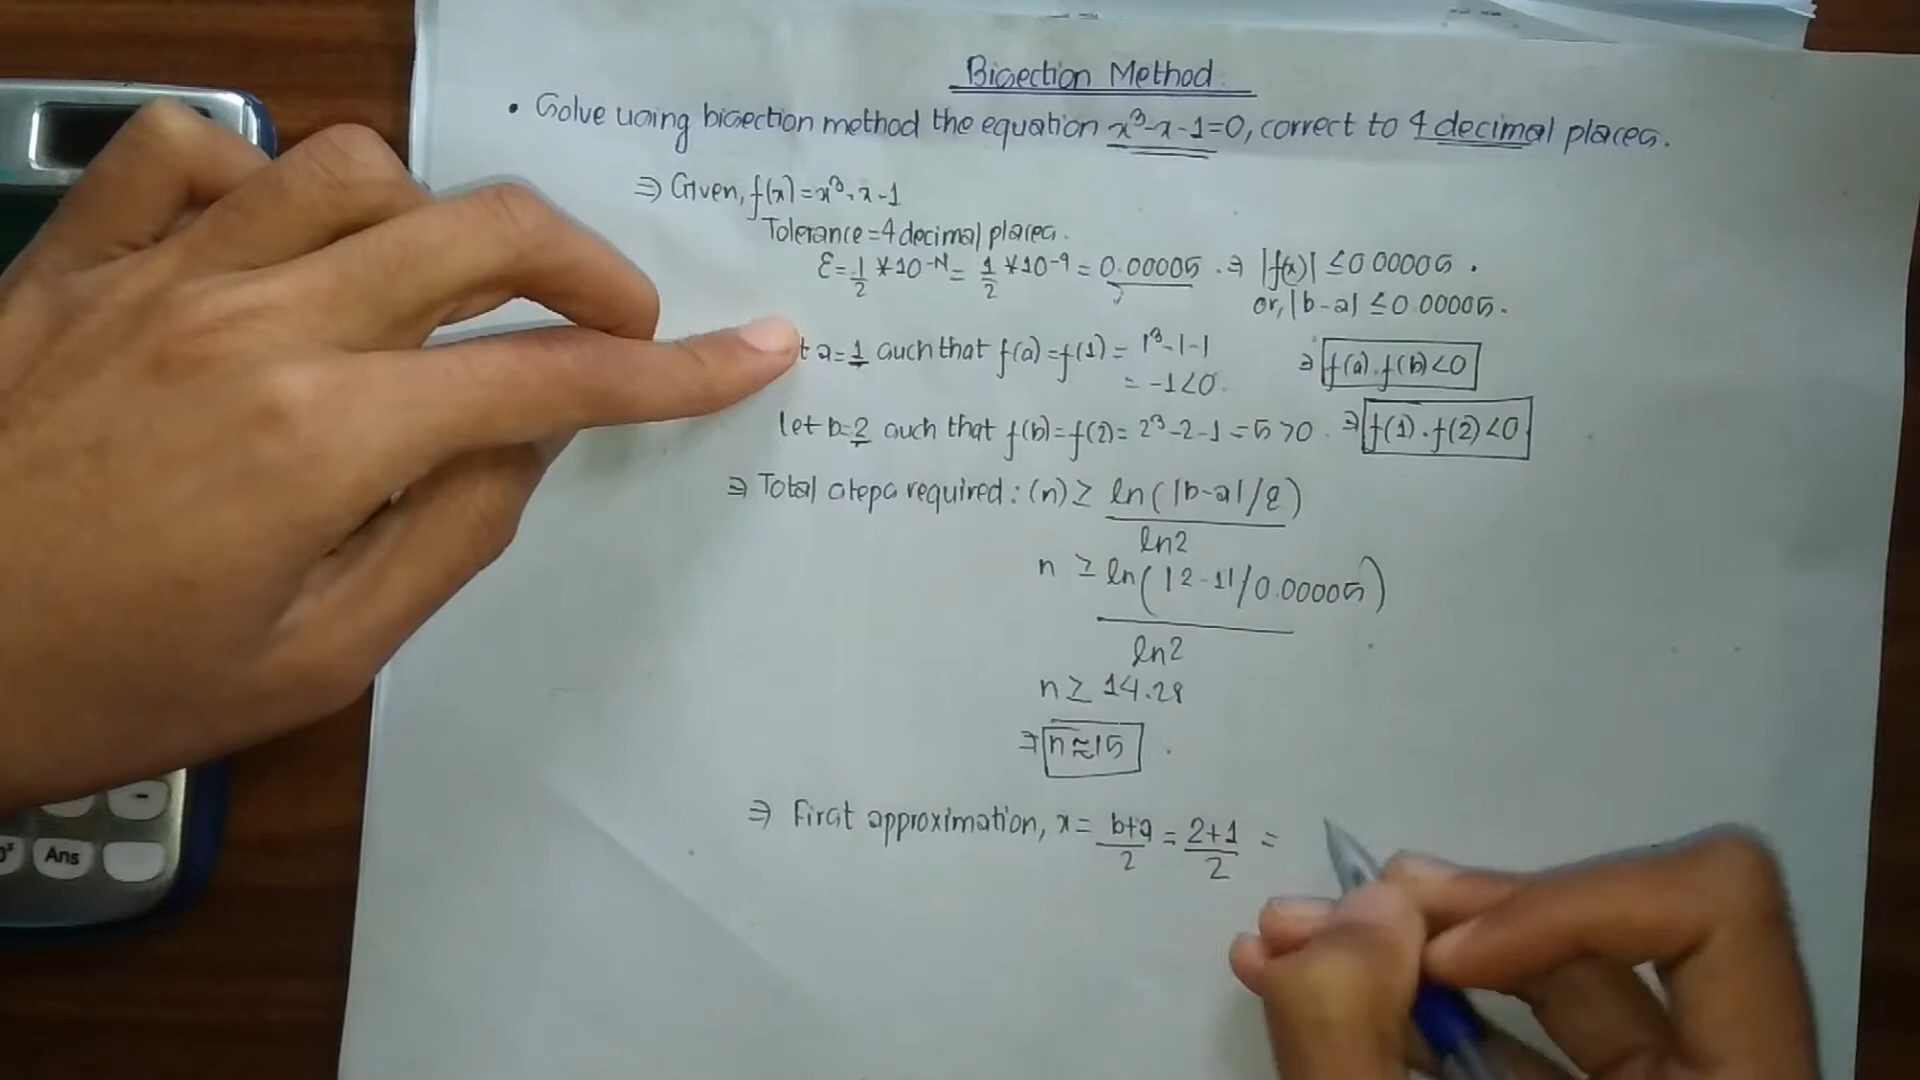 Bisection Method.
• Solve using bisection method the equation x³-x-1=0, correct to 4 decimal places.
⇒ Given, f(x)=x³-x-1
Tolerance=4 decimal places.
ε=1/2 *10^-N = 1/2 *10^-4 = 0.00005 . ⇒ |f(x)| ≤0.00005 .
or, |b-a| ≤0.00005.
t a=1 such that f(a)=f(1)= 1³-1-1
= -1<0. ⇒ f(a).f(b)<0
let b=2 such that f(b)=f(2)= 2³-2-1=5>0. ⇒ f(1).f(2)<0
⇒ Total steps required: (n) ≥ ln(|b-a|/ε)
ln2
n ≥ ln(|2-1|/0.00005)
ln2
n ≥ 14.28
⇒ n≈15 .
⇒ First approximation, x= b+a/2 = 2+1/2 =
Ans